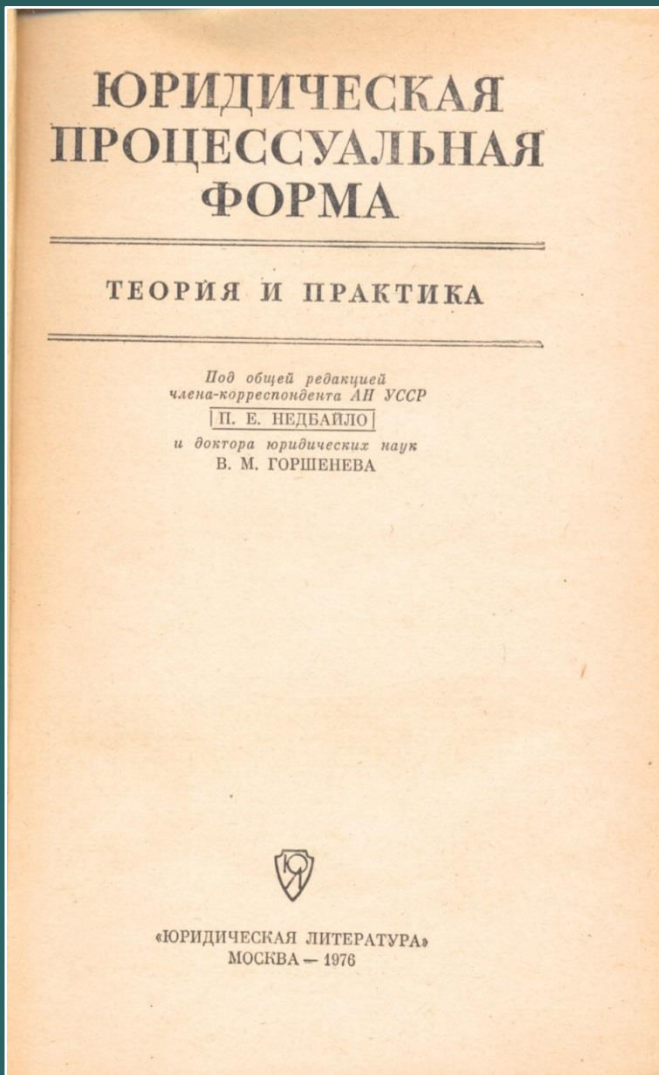 ЮРИДИЧЕСКАЯ
ПРОЦЕССУАЛЬНАЯ
ФОРМА
ТЕОРИЯ И ПРАКТИКА
Под общей редакцией
члена-корреспондента АН УССР
П. Е. НЕДБАЙЛО
и доктора юридических наук
В. М. ГОРШЕНЕВА
ЮЛ
«ЮРИДИЧЕСКАЯ ЛИТЕРАТУРА»
МОСКВА — 1976